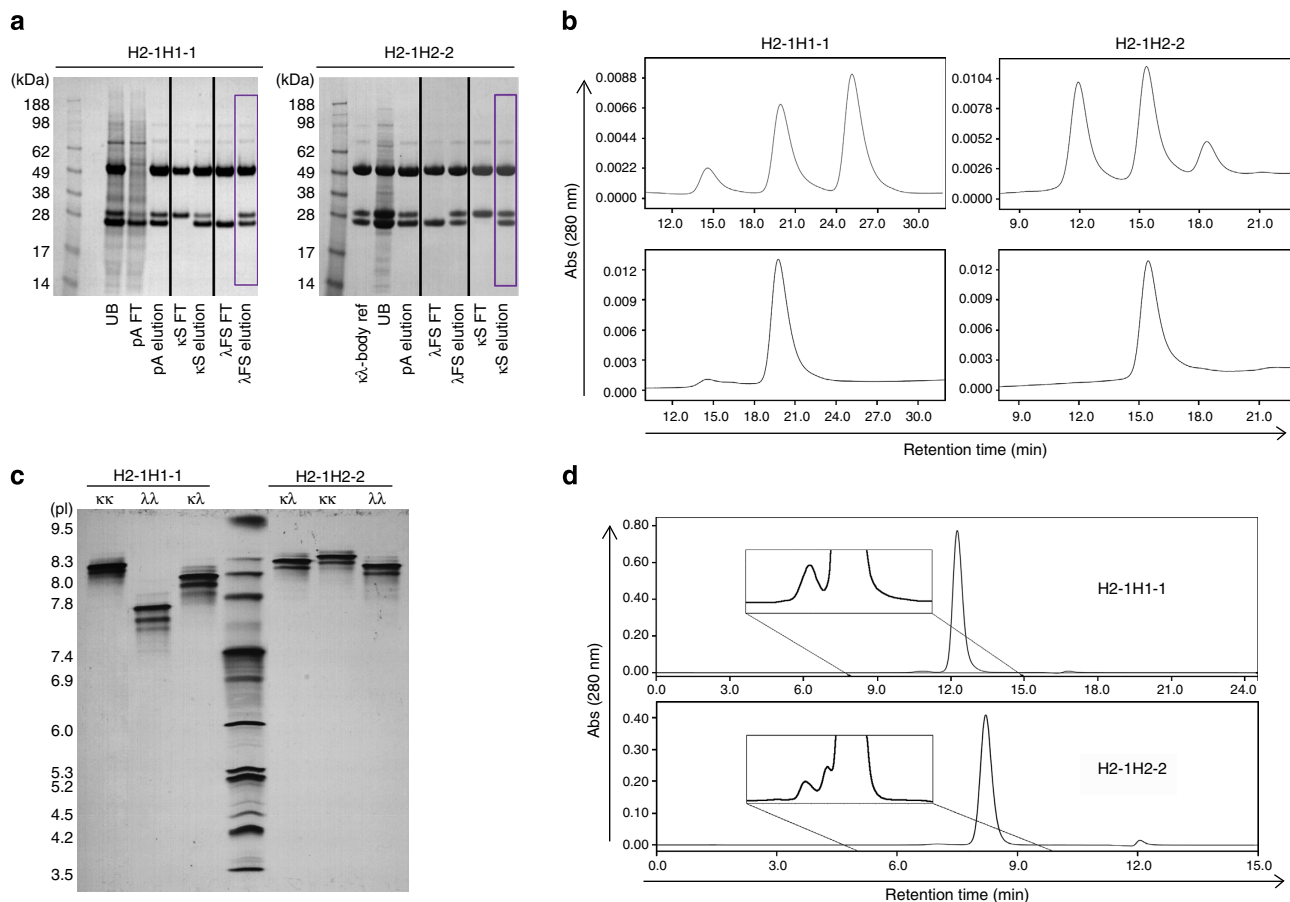 a
H2-1H1-1
H2-1H2-2
(kDa)
188
98
62
49
38
28
17
14
(kDa)
188
98
62
49
38
28
17
14
UB
pA FT
pA elution
κS FT
κS elution
λFS FT
λFS elution
κλ-body ref
UB
pA elution
λFS FT
λFS elution
κS FT
κS elution
b
H2-1H1-1
H2-1H2-2
Abs (280 nm)
0.0088
0.0066
0.0044
0.0022
0.0000
12.0 15.0 18.0 21.0 24.0 27.0 30.0
0.0104
0.0078
0.0052
0.0026
0.0000
9.0 12.0 15.0 18.0 21.0
0.012
0.009
0.006
0.003
0.000
12.0 15.0 18.0 21.0 24.0 27.0 30.0
0.012
0.009
0.006
0.003
0.000
9.0 12.0 15.0 18.0 21.0
Retention time (min)
c
H2-1H1-1
H2-1H2-2
(pI)
κκ λλ κλ κλ κκ λλ
9.5
8.3
8.0
7.8
7.4
6.9
6.0
5.3
5.2
4.5
4.2
3.5
d
Abs (280 nm)
0.80
0.60
0.40
0.20
0.00
H2-1H1-1
0.0 3.0 6.0 9.0 12.0 15.0 18.0 21.0 24.0
0.40
0.30
0.20
0.10
0.00
H2-1H2-2
0.0 3.0 6.0 9.0 12.0 15.0
Retention time (min)